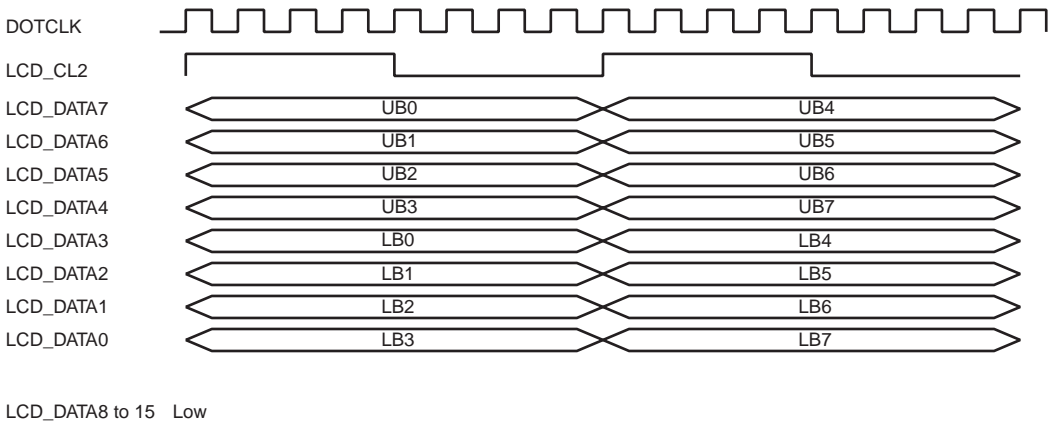 DOTCLK
LCD_CL2
LCD_DATA7 UB0 UB4
LCD_DATA6 UB1 UB5
LCD_DATA5 UB2 UB6
LCD_DATA4 UB3 UB7
LCD_DATA3 LB0 LB4
LCD_DATA2 LB1 LB5
LCD_DATA1 LB2 LB6
LCD_DATA0 LB3 LB7
LCD_DATA8 to 15 Low